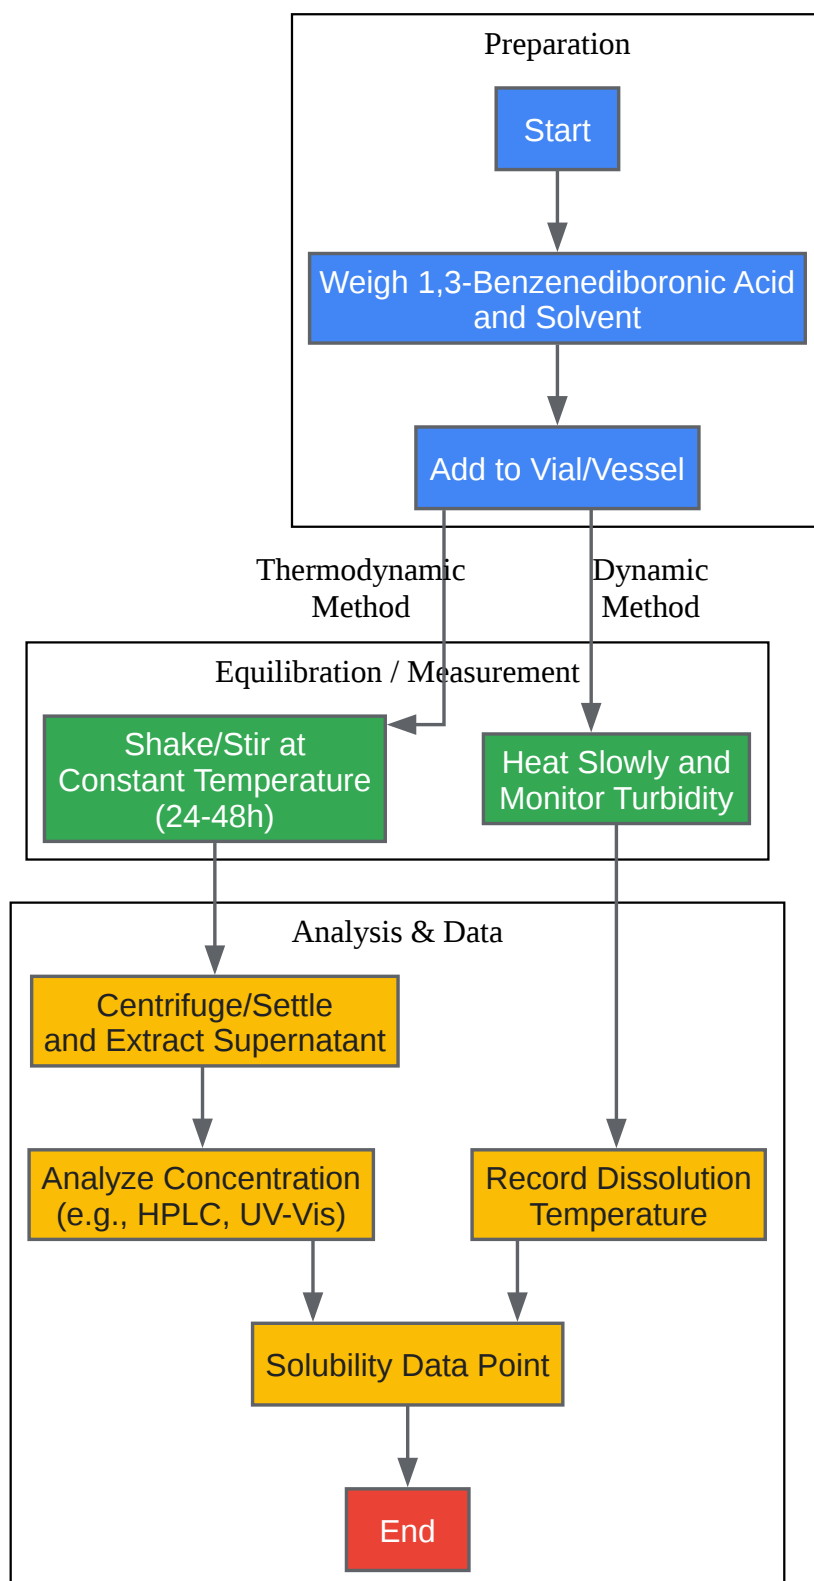 Preparation
Start
Weigh 1,3-Benzenediboronic Acid
and Solvent
Add to Vial/Vessel
Thermodynamic
Method
Dynamic
Method
Equilibration / Measurement
Shake/Stir at
Constant Temperature
(24-48h)
Heat Slowly and
Monitor Turbidity
Analysis & Data
Centrifuge/Settle
and Extract Supernatant
Analyze Concentration
(e.g., HPLC, UV-Vis)
Record Dissolution
Temperature
Solubility Data Point
End